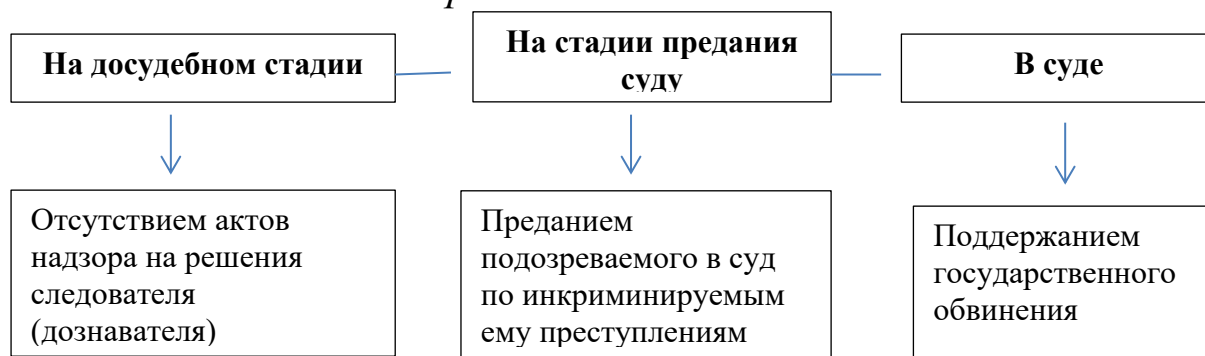 На досудебном стадии
На стадии предания
суду
В суде
Отсутствием актов
надзора на решения
следователя
(дознавателя)
Преданием
подозреваемого в суд
по инкриминируемым
ему преступлениям
Поддержанием
государственного
обвинения